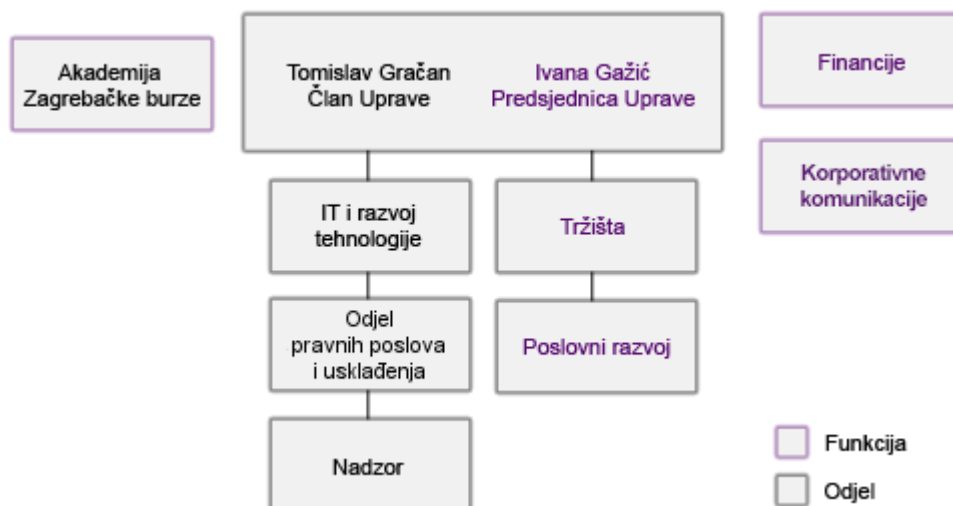 Akademija
Zagrebačke burze
Tomislav Gračan
Član Uprave
Ivana Gažić
Predsjednica Uprave
Financije
Korporativne
komunikacije
IT i razvoj
tehnologije
Tržišta
Odjel
pravnih poslova
i usklađenja
Poslovni razvoj
Nadzor
Funkcija
Odjel